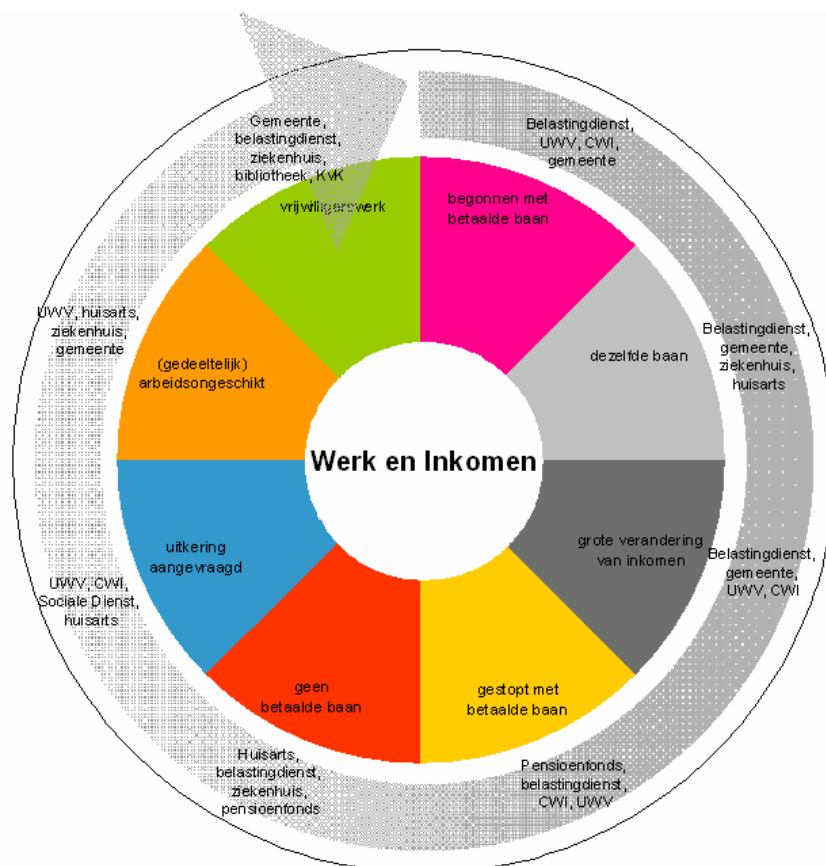 Gemeente,
belastingdienst,
ziekenhuis,
bibliotheek, KvK
Belastingdienst,
UWV, CWI,
gemeente
vrijwilligerswerk
begonnen met
betaalde baan
UWV, huisarts,
ziekenhuis,
gemeente
(gedeeltelijk)
arbeidsongeschikt
dezelfde baan
Belastingdienst,
gemeente,
ziekenhuis,
huisarts
Werk en Inkomen
uitkering
aangevraagd
grote verandering
van inkomen
Belastingdienst,
gemeente,
UWV, CWI
UWV, CWI,
Sociale Dienst,
huisarts
geen
betaalde baan
gestopt met
betaalde baan
Huisarts,
belastingdienst,
ziekenhuis,
pensioenfonds
Pensioenfonds,
belastingdienst,
CWI, UWV